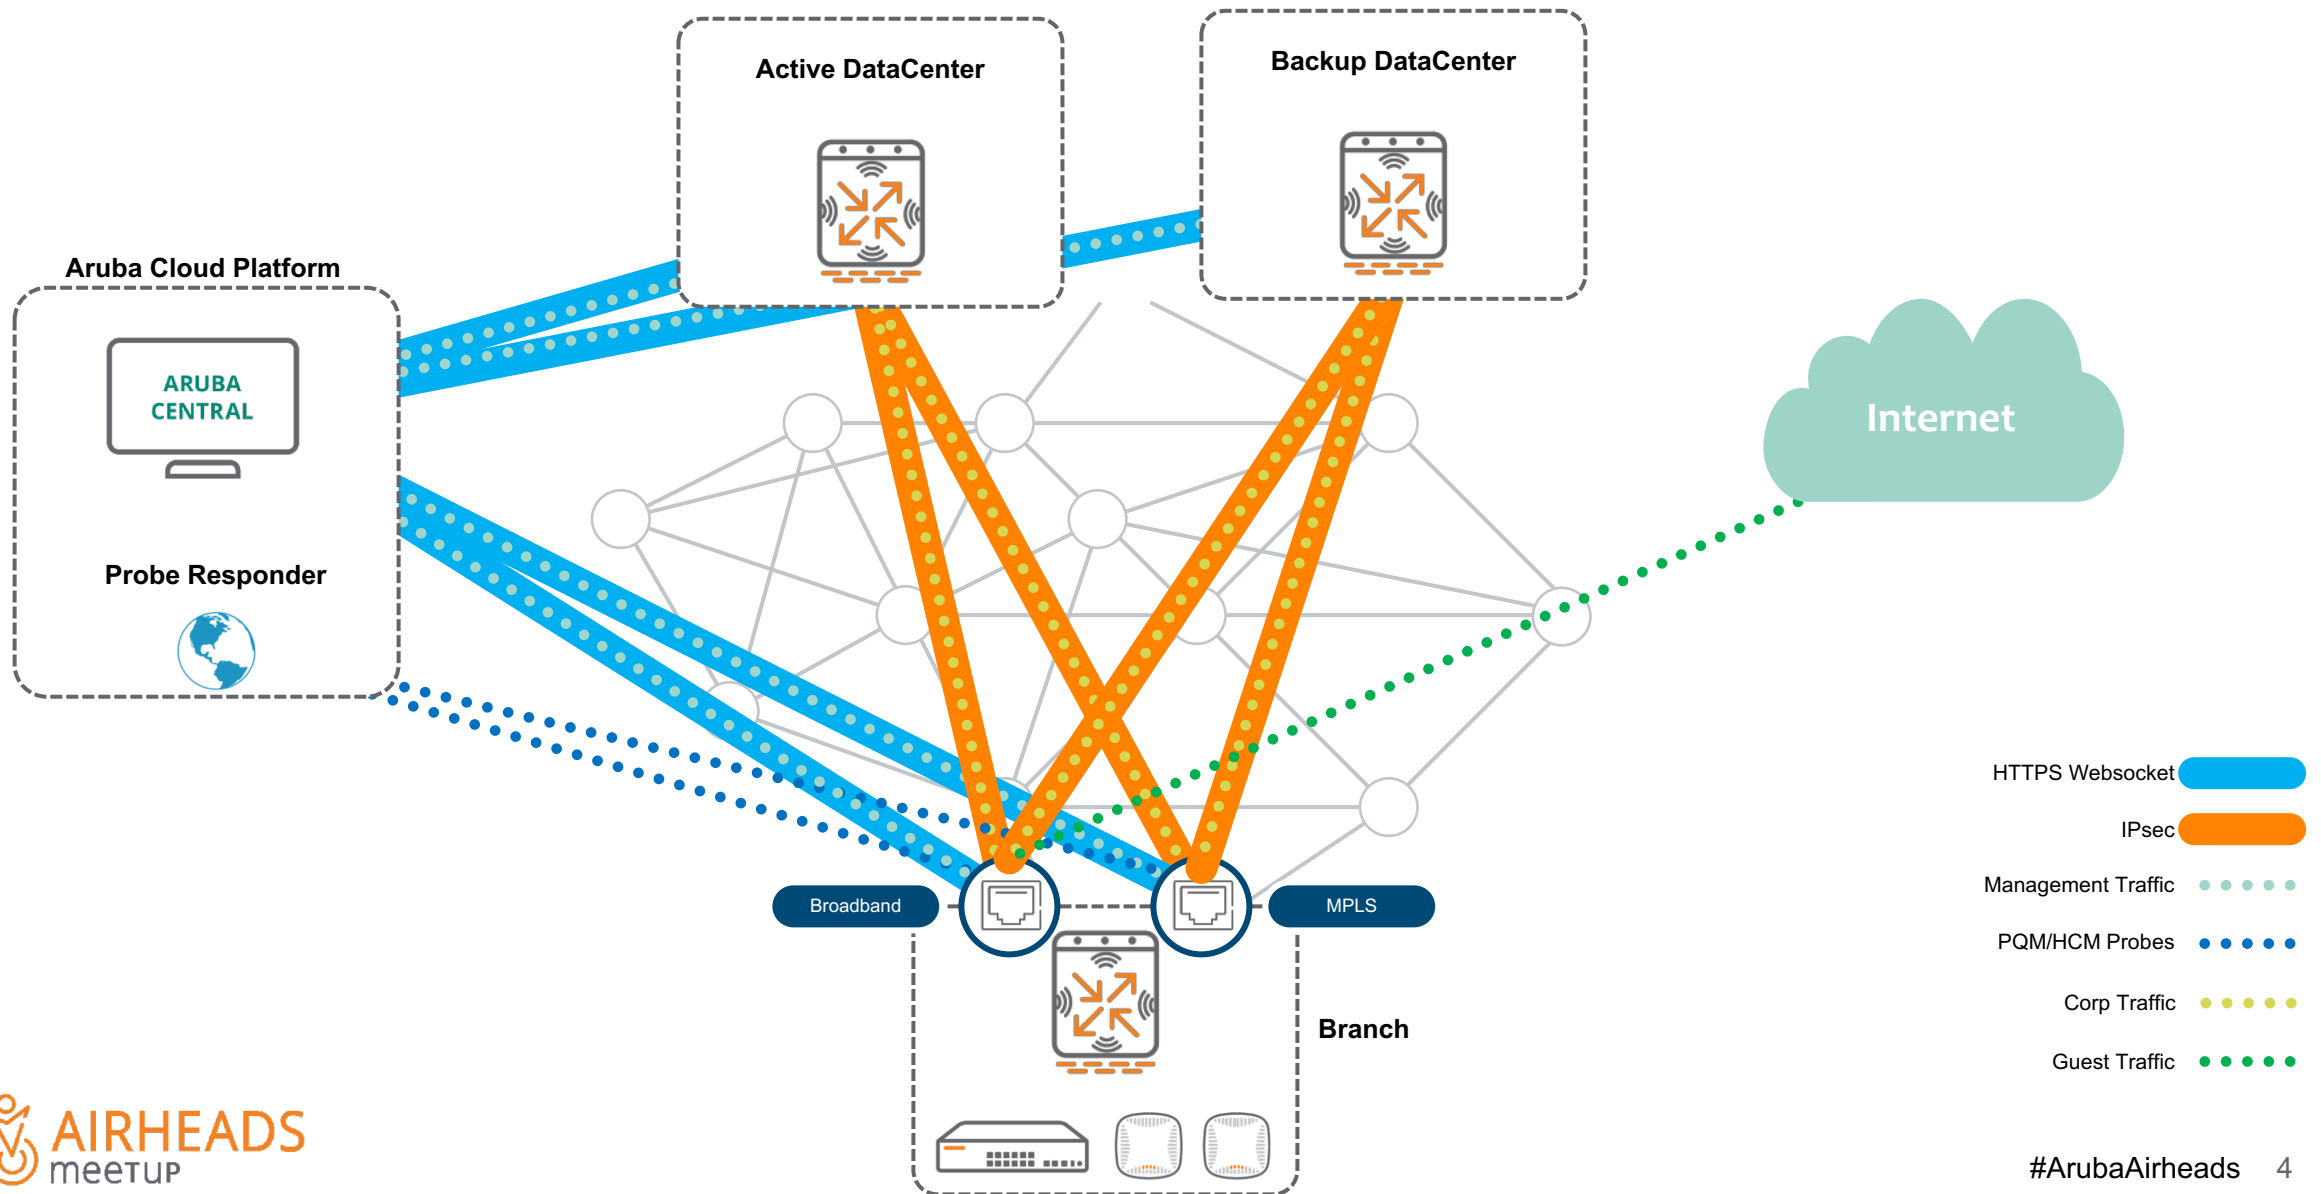 Active DataCenter
Backup DataCenter
Aruba Cloud Platform
ARUBA
CENTRAL
Internet
Probe Responder
HTTPS Websocket
IPsec
Management Traffic
Broadband
MPLS
PQM/HCM Probes
Corp Traffic
Branch
Guest Traffic
AIRHEADS
meeTUP
#ArubaAirheads 4